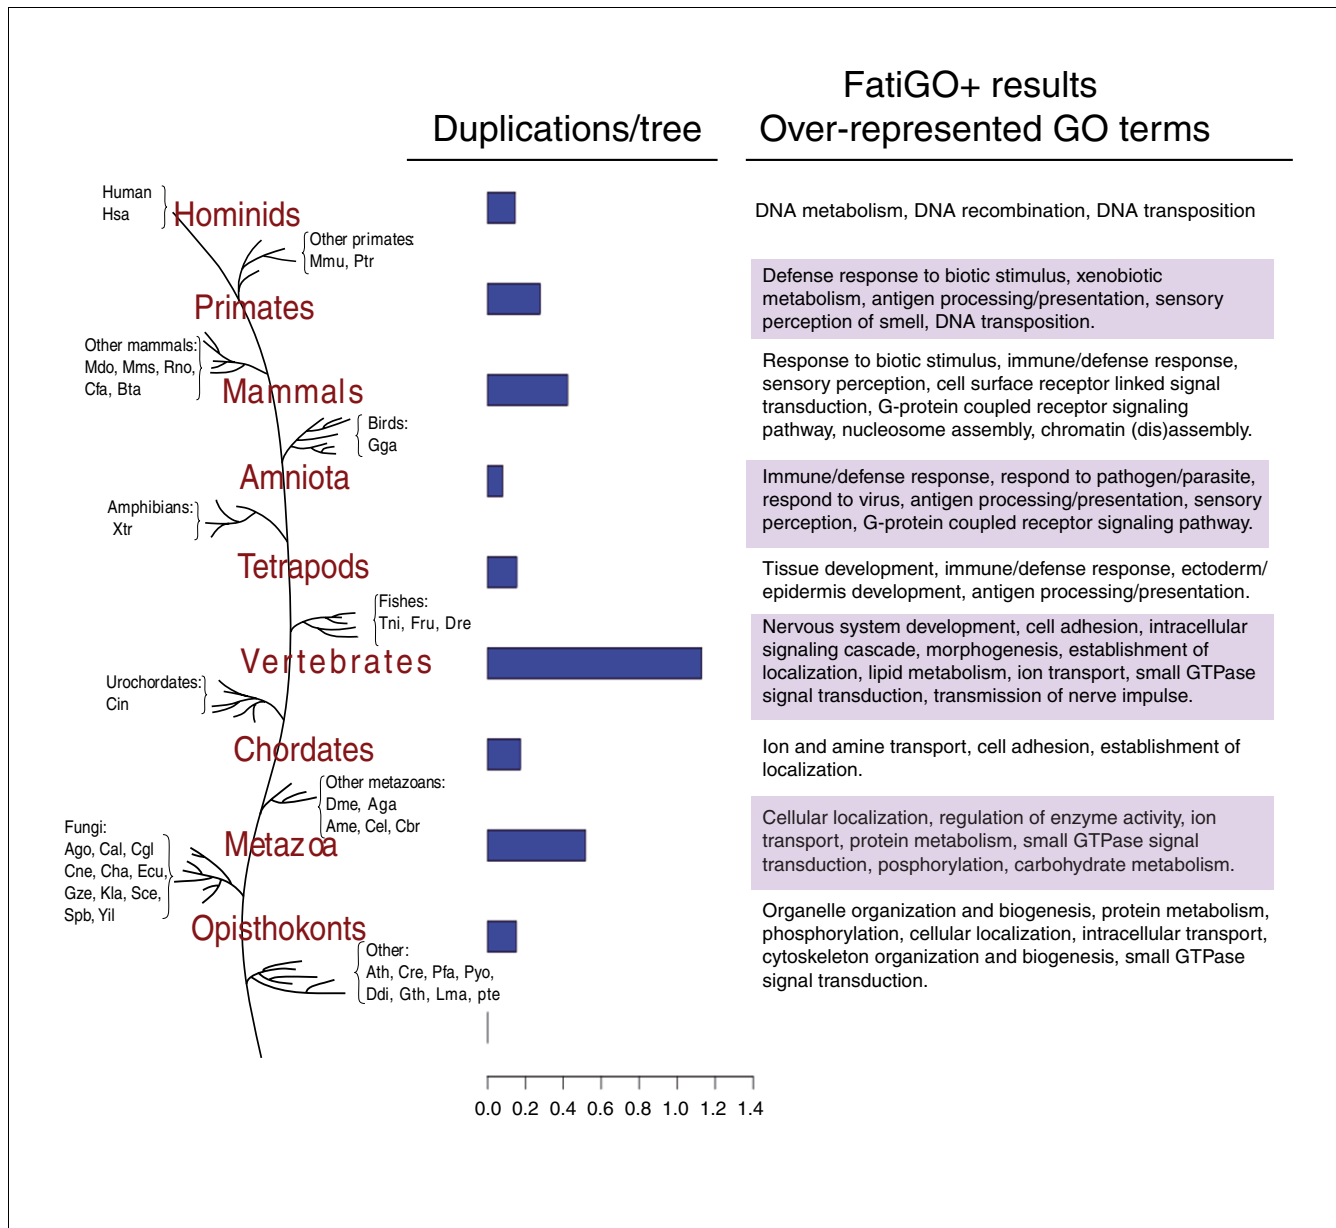 FatiGO+ results
Duplications/tree
Over-represented GO terms
Human
Hsa
Hominids
DNA metabolism, DNA recombination, DNA transposition
Other primates:
Mmu, Ptr
Primates
Defense response to biotic stimulus, xenobiotic
metabolism, antigen processing/presentation, sensory
perception of smell, DNA transposition.
Other mammals:
Mdo, Mms, Rno,
Cfa, Bta
Mammals
Response to biotic stimulus, immune/defense response,
sensory perception, cell surface receptor linked signal
transduction, G-protein coupled receptor signaling
pathway, nucleosome assembly, chromatin (dis)assembly.
Birds:
Gga
Amniota
Immune/defense response, respond to pathogen/parasite,
respond to virus, antigen processing/presentation, sensory
perception, G-protein coupled receptor signaling pathway.
Amphibians:
Xtr
Tetrapods
Tissue development, immune/defense response, ectoderm/
epidermis development, antigen processing/presentation.
Fishes:
Tni, Fru, Dre
Vertebrates
Nervous system development, cell adhesion, intracellular
signaling cascade, morphogenesis, establishment of
localization, lipid metabolism, ion transport, small GTPase
signal transduction, transmission of nerve impulse.
Urochordates:
Cin
Chordates
Ion and amine transport, cell adhesion, establishment of
localization.
Other metazoans:
Dme, Aga
Ame, Cel, Cbr
Metazoa
Cellular localization, regulation of enzyme activity, ion
transport, protein metabolism, small GTPase signal
transduction, posphorylation, carbohydrate metabolism.
Fungi:
Ago, Cal, Cgl
Cne, Cha, Ecu,
Gze, Kla, Sce,
Spb, Yil
Opisthokonts
Organelle organization and biogenesis, protein metabolism,
phosphorylation, cellular localization, intracellular transport,
cytoskeleton organization and biogenesis, small GTPase
signal transduction.
Other:
Ath, Cre, Pfa, Pyo,
Ddi, Gth, Lma, pte
0.0 0.2 0.4 0.6 0.8 1.0 1.2 1.4